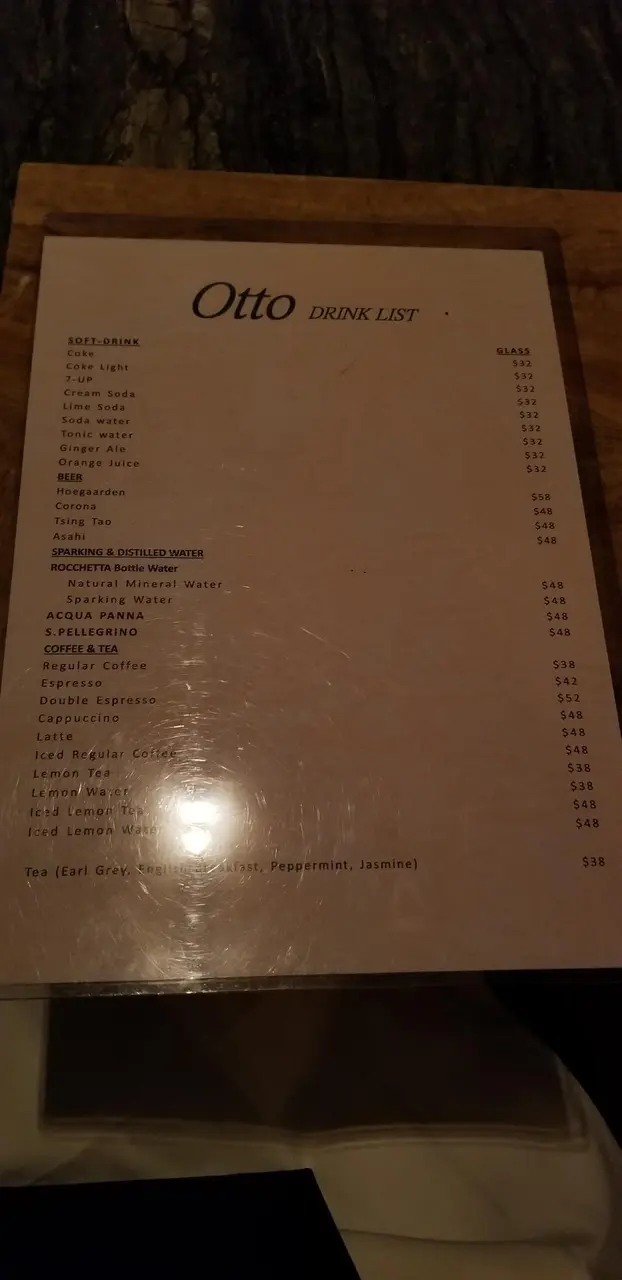 Otto DRINK LIST
SOFT-DRINK GLASS
Coke $32
Coke Light $32
7-UP $32
Cream Soda $32
Lime Soda $32
Soda water $32
Tonic water $32
Ginger Ale $32
Orange Juice $32
BEER
Hoegaarden $58
Corona $48
Tsing Tao $48
Asahi $48
SPARKING & DISTILLED WATER
ROCCHETTA Bottle Water
Natural Mineral Water $48
Sparking Water $48
ACQUA PANNA $48
S.PELLEGRINO $48
COFFEE & TEA
Regular Coffee $38
Espresso $42
Double Espresso $52
Cappuccino $48
Latte $48
Iced Regular Coffee $48
Lemon Tea $38
Lemon Water $38
Iced Lemon Tea $48
Iced Lemon Water $48
Tea (Earl Grey, English Breakfast, Peppermint, Jasmine) $38